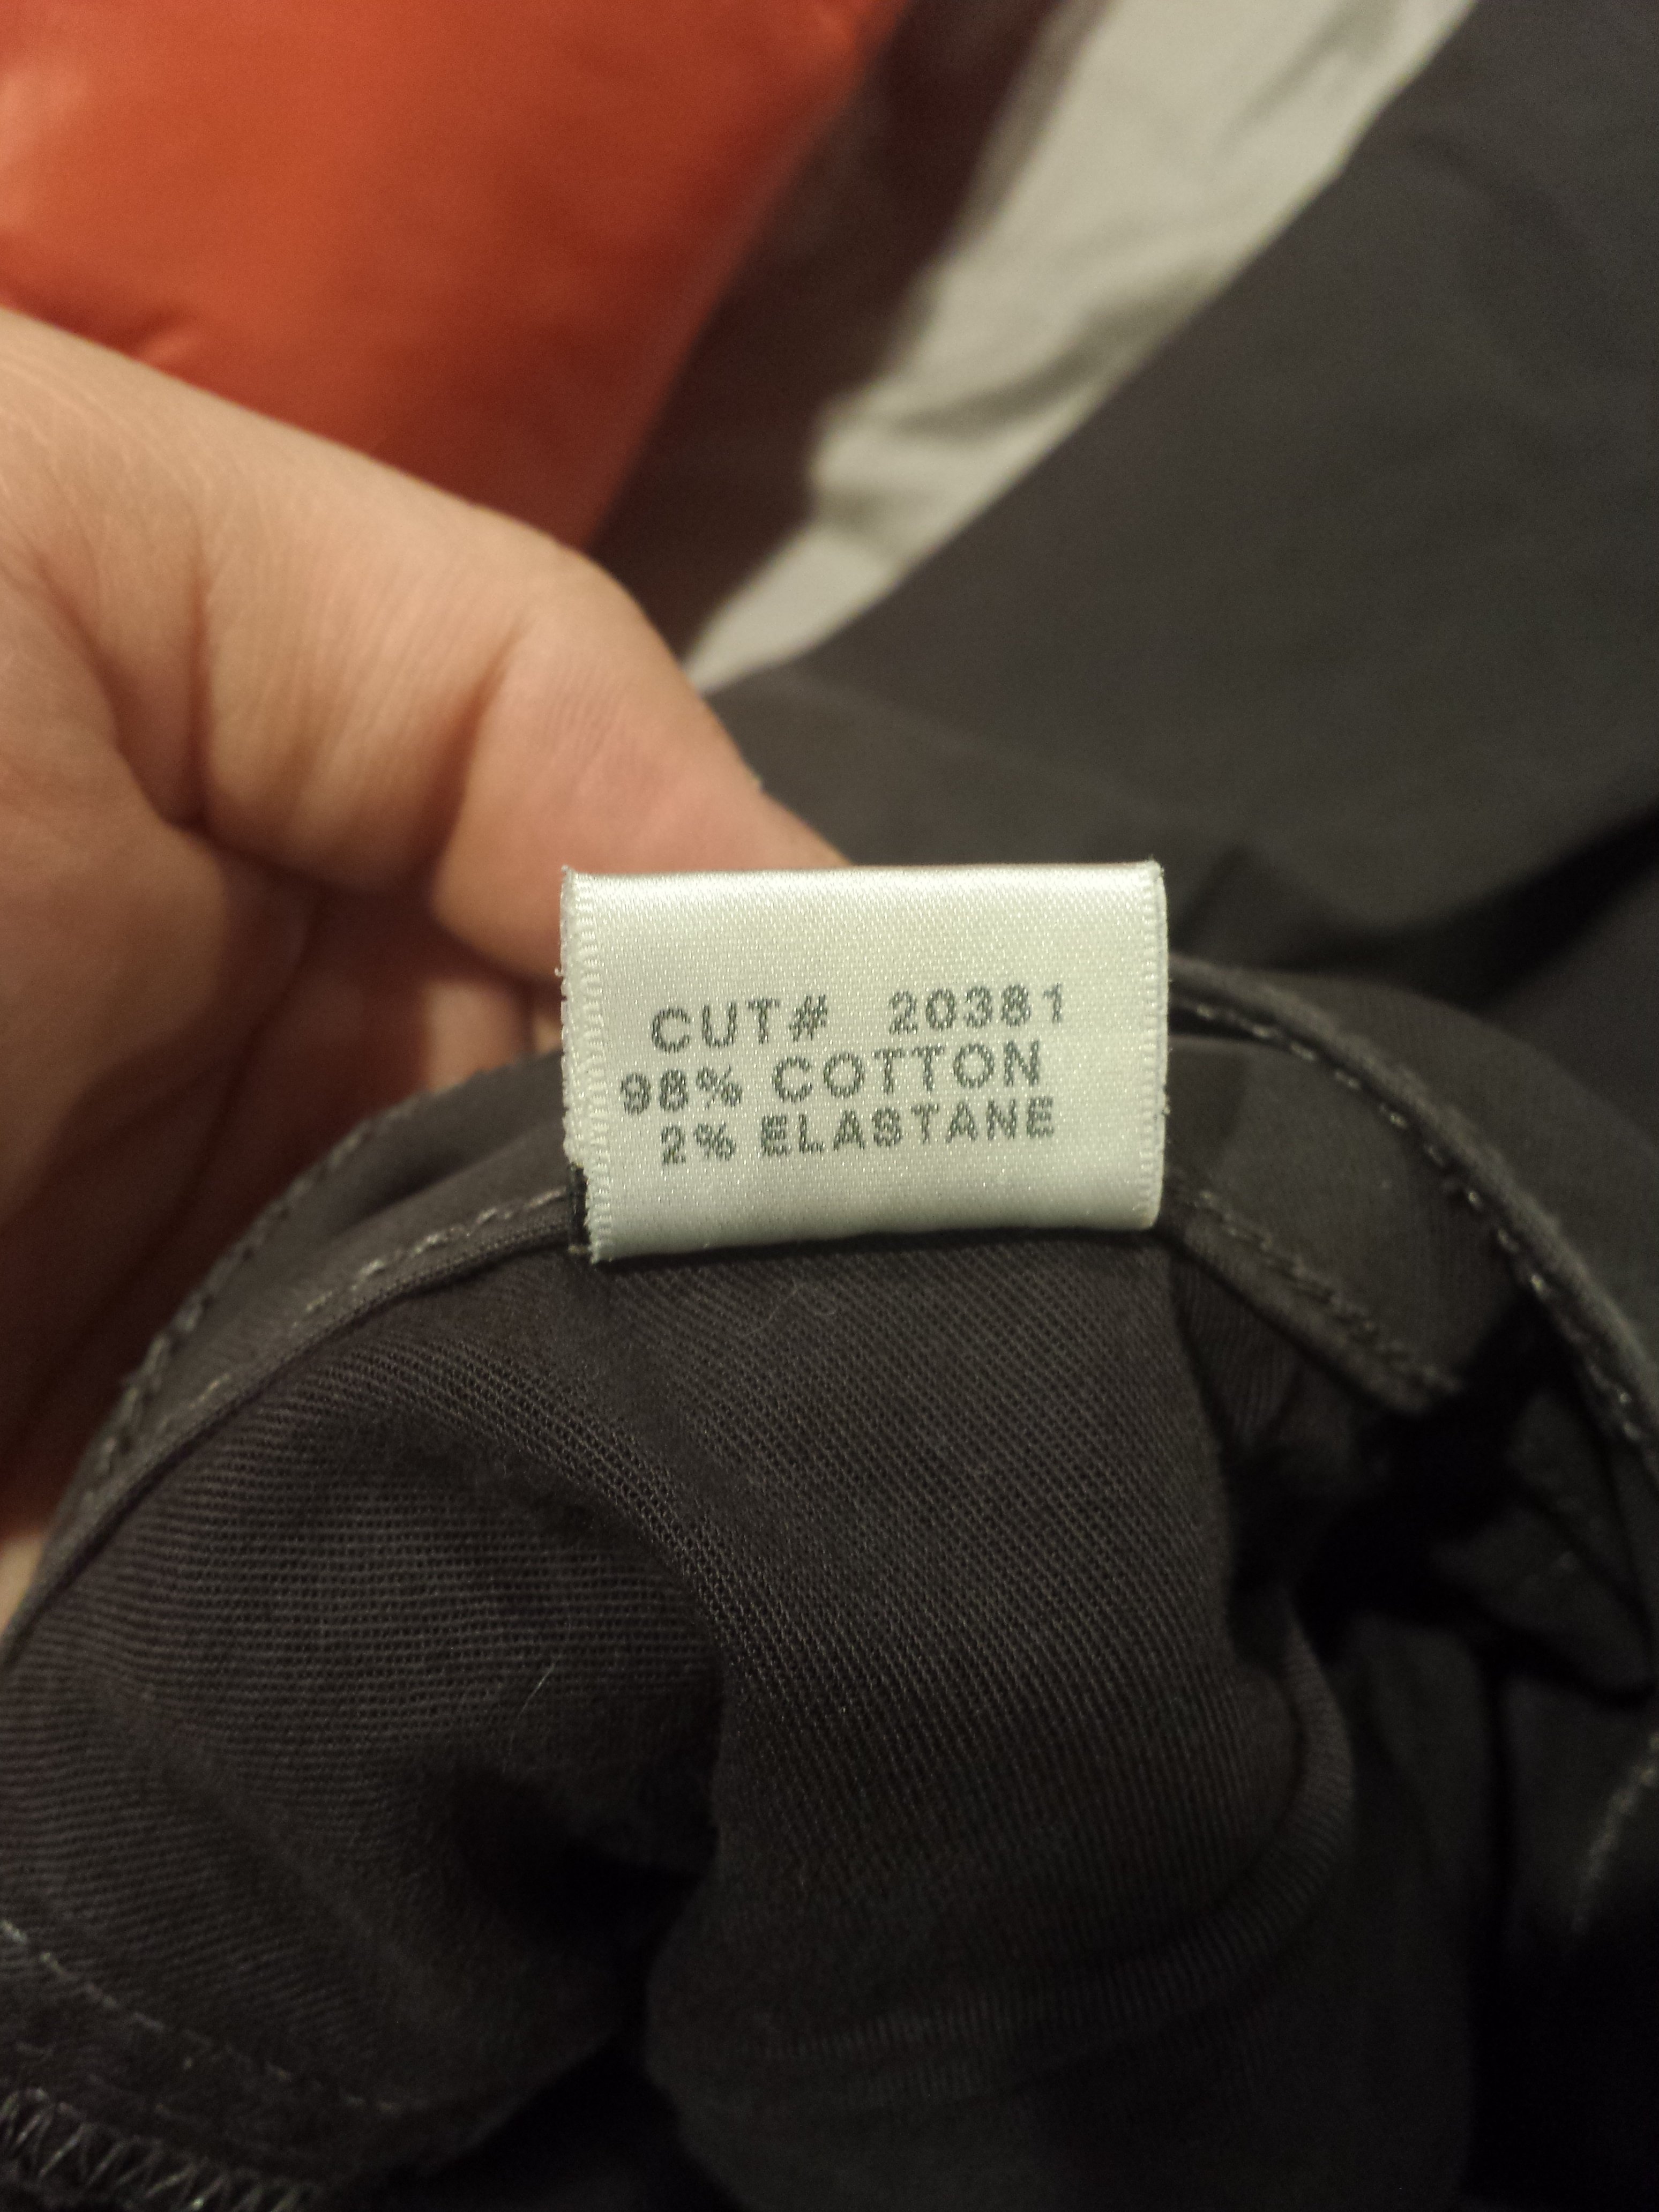 CUT# 20381
98% COTTON
2% ELASTANE